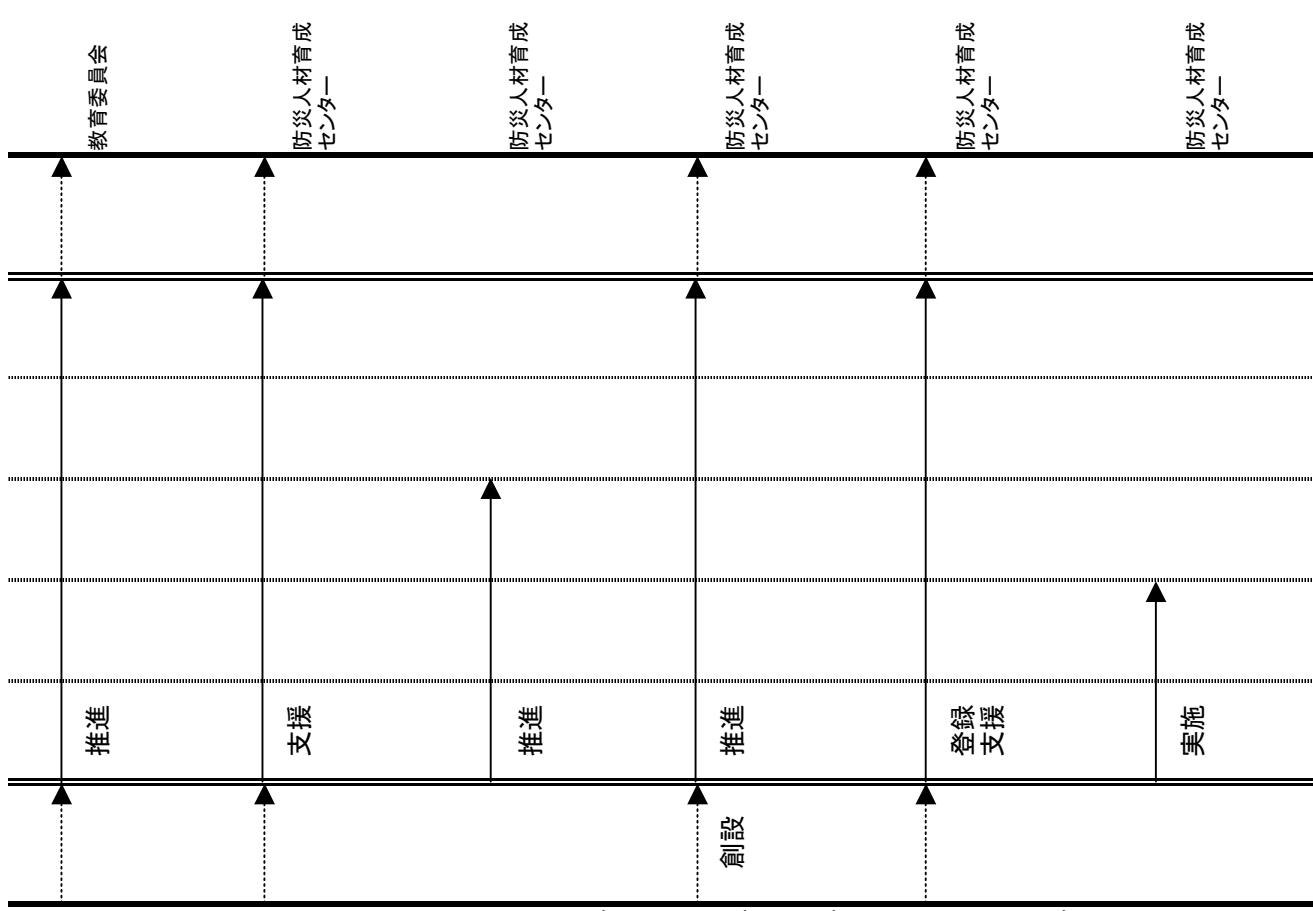 教育委員会
防災人材育成
センター
防災人材育成
センター
防災人材育成
センター
防災人材育成
センター
防災人材育成
センター
推進
支援
推進
推進
登録
支援
実施
創設